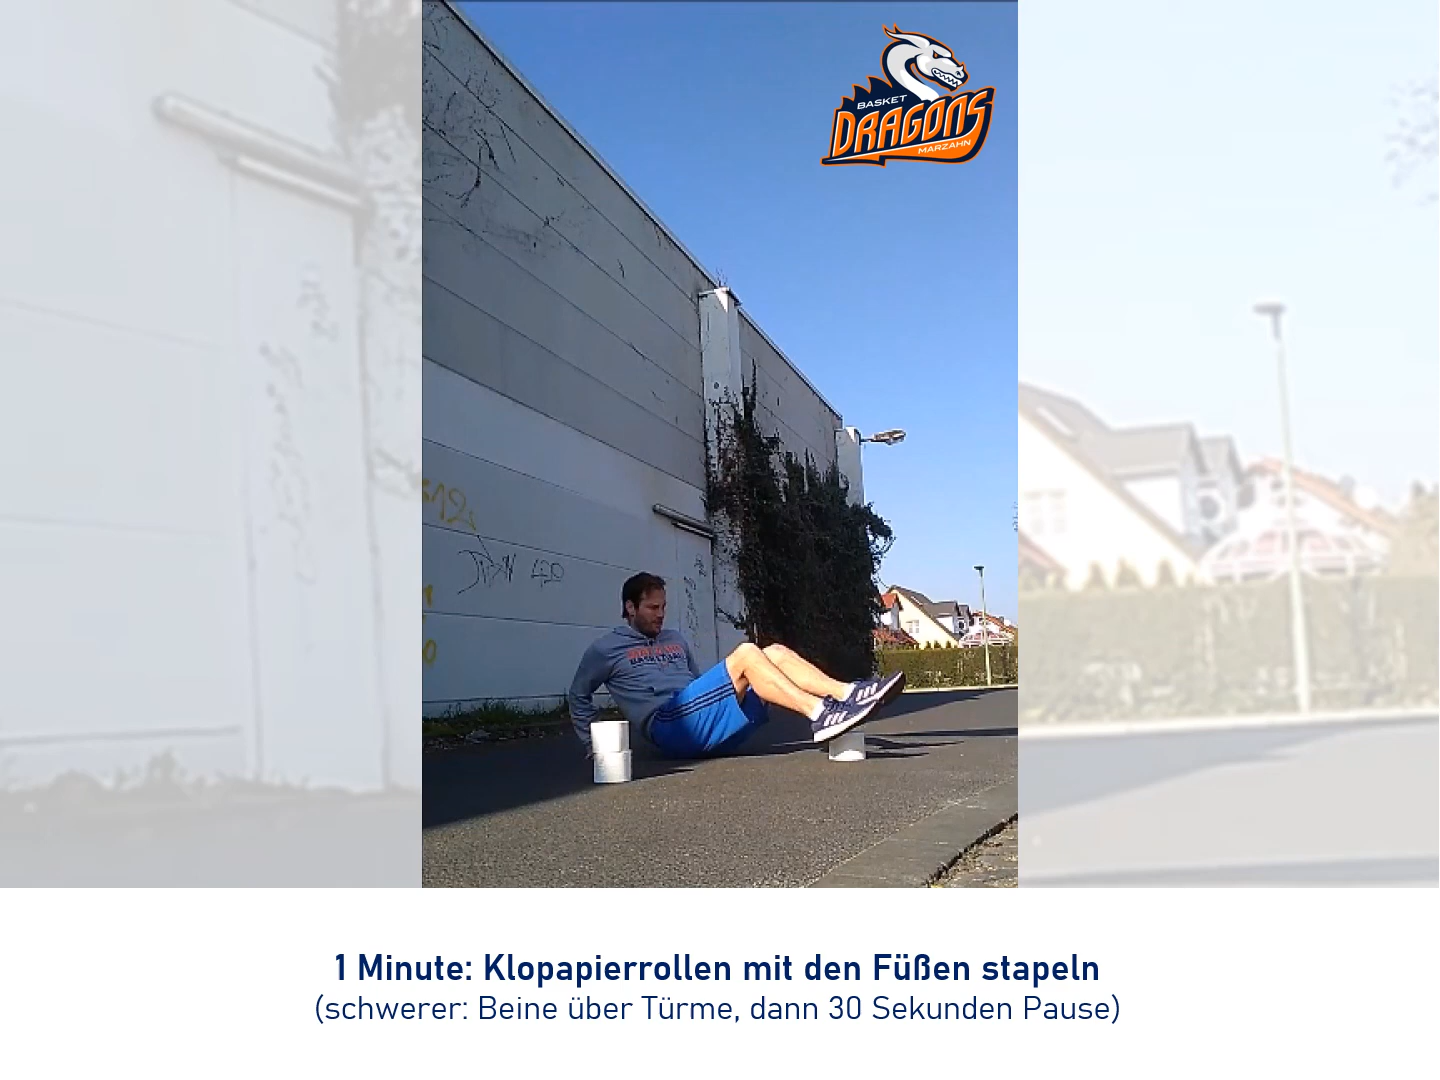 BASKET
DRAGONS
MARZAHN
1 Minute: Klopapierrollen mit den Füßen stapeln
(schwerer: Beine über Türme, dann 30 Sekunden Pause)